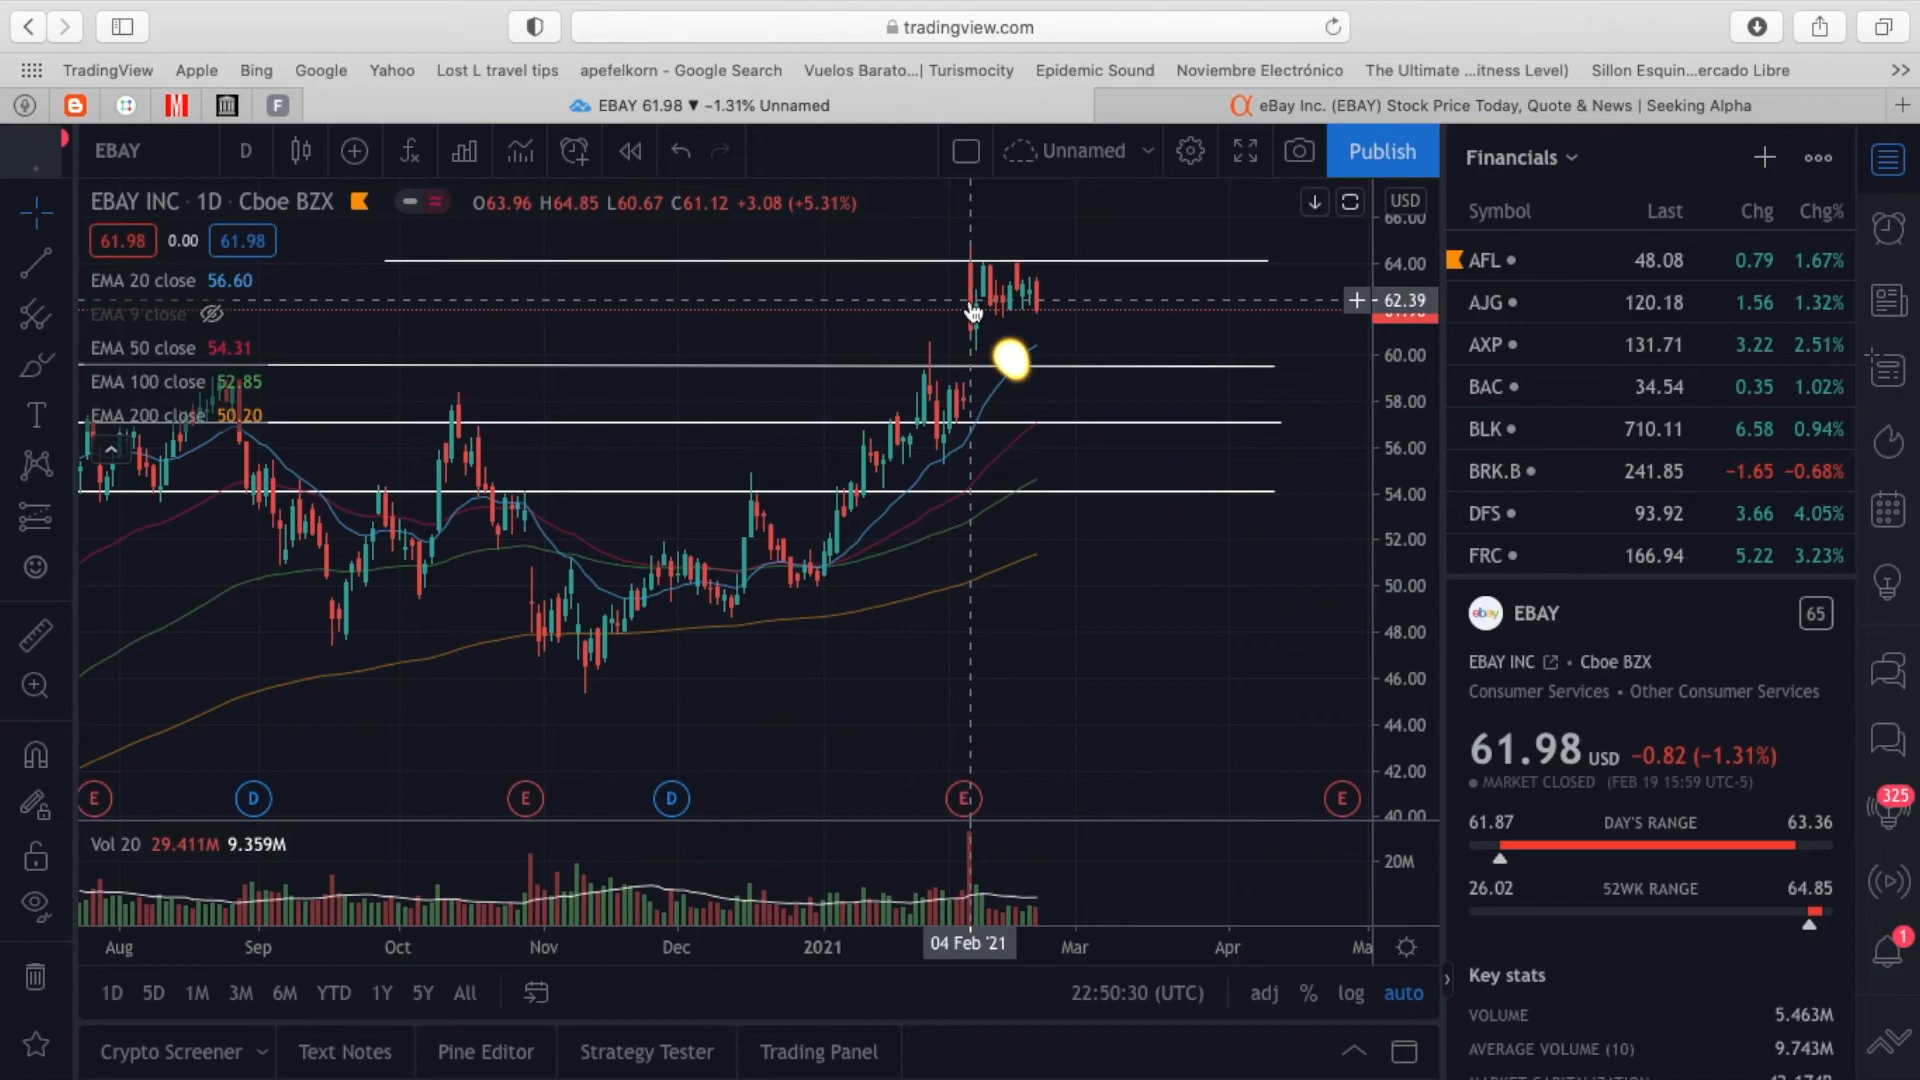 tradingview.com
TradingView Apple Bing Google Yahoo Lost L travel tips apefelkorn - Google Search Vuelos Barato...| Turismocity Epidemic Sound Noviembre Electrónico The Ultimate ...itness Level) Sillon Esquin...ercado Libre
M F EBAY 61.98 ▼ −1.31% Unnamed eBay Inc. (EBAY) Stock Price Today, Quote & News | Seeking Alpha
EBAY D Unnamed Publish
EBAY INC · 1D · Cboe BZX O63.96 H64.85 L60.67 C61.12 +3.08 (+5.31%)
61.98 0.00 61.98
EMA 20 close 56.60
EMA 9 close
EMA 50 close 54.31
EMA 100 close 52.85
EMA 200 close 50.20
USD
66.00
64.00
62.39
60.00
58.00
56.00
54.00
52.00
50.00
48.00
46.00
44.00
42.00
40.00
E D E D E E
Vol 20 29.411M 9.359M
20M
Aug Sep Oct Nov Dec 2021 04 Feb '21 Mar Apr Ma
1D 5D 1M 3M 6M YTD 1Y 5Y All 22:50:30 (UTC) adj % log auto
Crypto Screener Text Notes Pine Editor Strategy Tester Trading Panel
Financials
Symbol Last Chg Chg%
AFL 48.08 0.79 1.67%
AJG 120.18 1.56 1.32%
AXP 131.71 3.22 2.51%
BAC 34.54 0.35 1.02%
BLK 710.11 6.58 0.94%
BRK.B 241.85 −1.65 −0.68%
DFS 93.92 3.66 4.05%
FRC 166.94 5.22 3.23%
ebay EBAY 65
EBAY INC • Cboe BZX
Consumer Services • Other Consumer Services
61.98 USD −0.82 (−1.31%)
MARKET CLOSED (FEB 19 15:59 UTC-5)
61.87 DAY'S RANGE 63.36
26.02 52WK RANGE 64.85
Key stats
VOLUME 5.463M
AVERAGE VOLUME (10) 9.743M
325
1